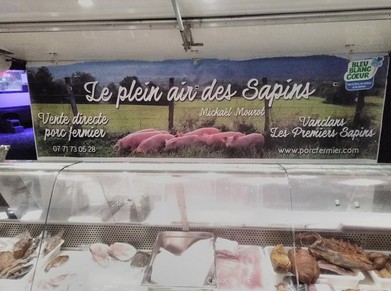 Le plein air des Sapins
Mickaël Mourot
Vente directe
porc fermier
07 71 73 05 28
Vanclans
Les Premiers Sapins
www.porcfermier.com
BLEU
BLANC
CŒUR